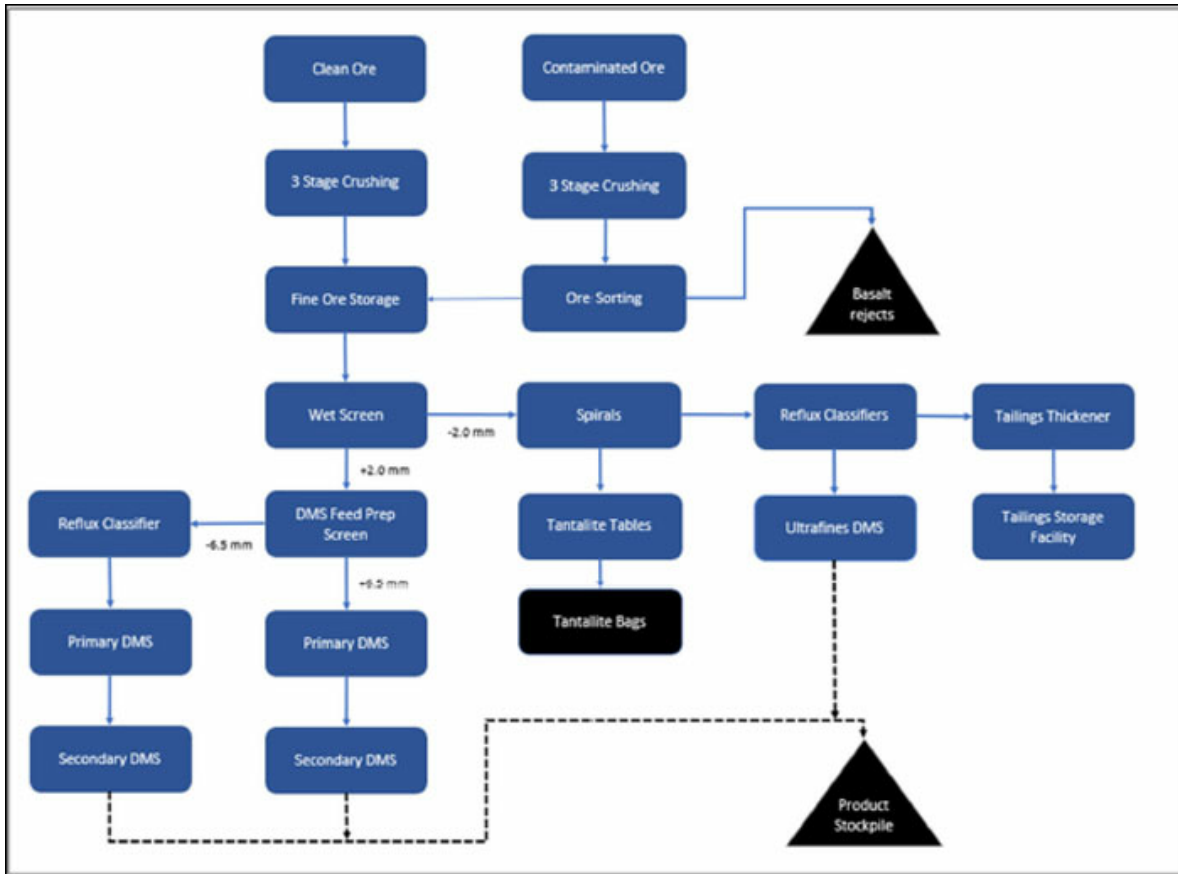 Clean Ore
Contaminated Ore
3 Stage Crushing
3 Stage Crushing
Fine Ore Storage
Ore Sorting
Basalt
rejects
Wet Screen
-2.0 mm
Spirals
Reflux Classifiers
Tailings Thickener
+2.0 mm
Reflux Classifier
-6.5 mm
DMS Feed Prep
Screen
Tantalite Tables
Ultrafines DMS
Tailings Storage
Facility
+6.5 mm
Primary DMS
Primary DMS
Tantalite Bags
Secondary DMS
Secondary DMS
Product
Stockpile